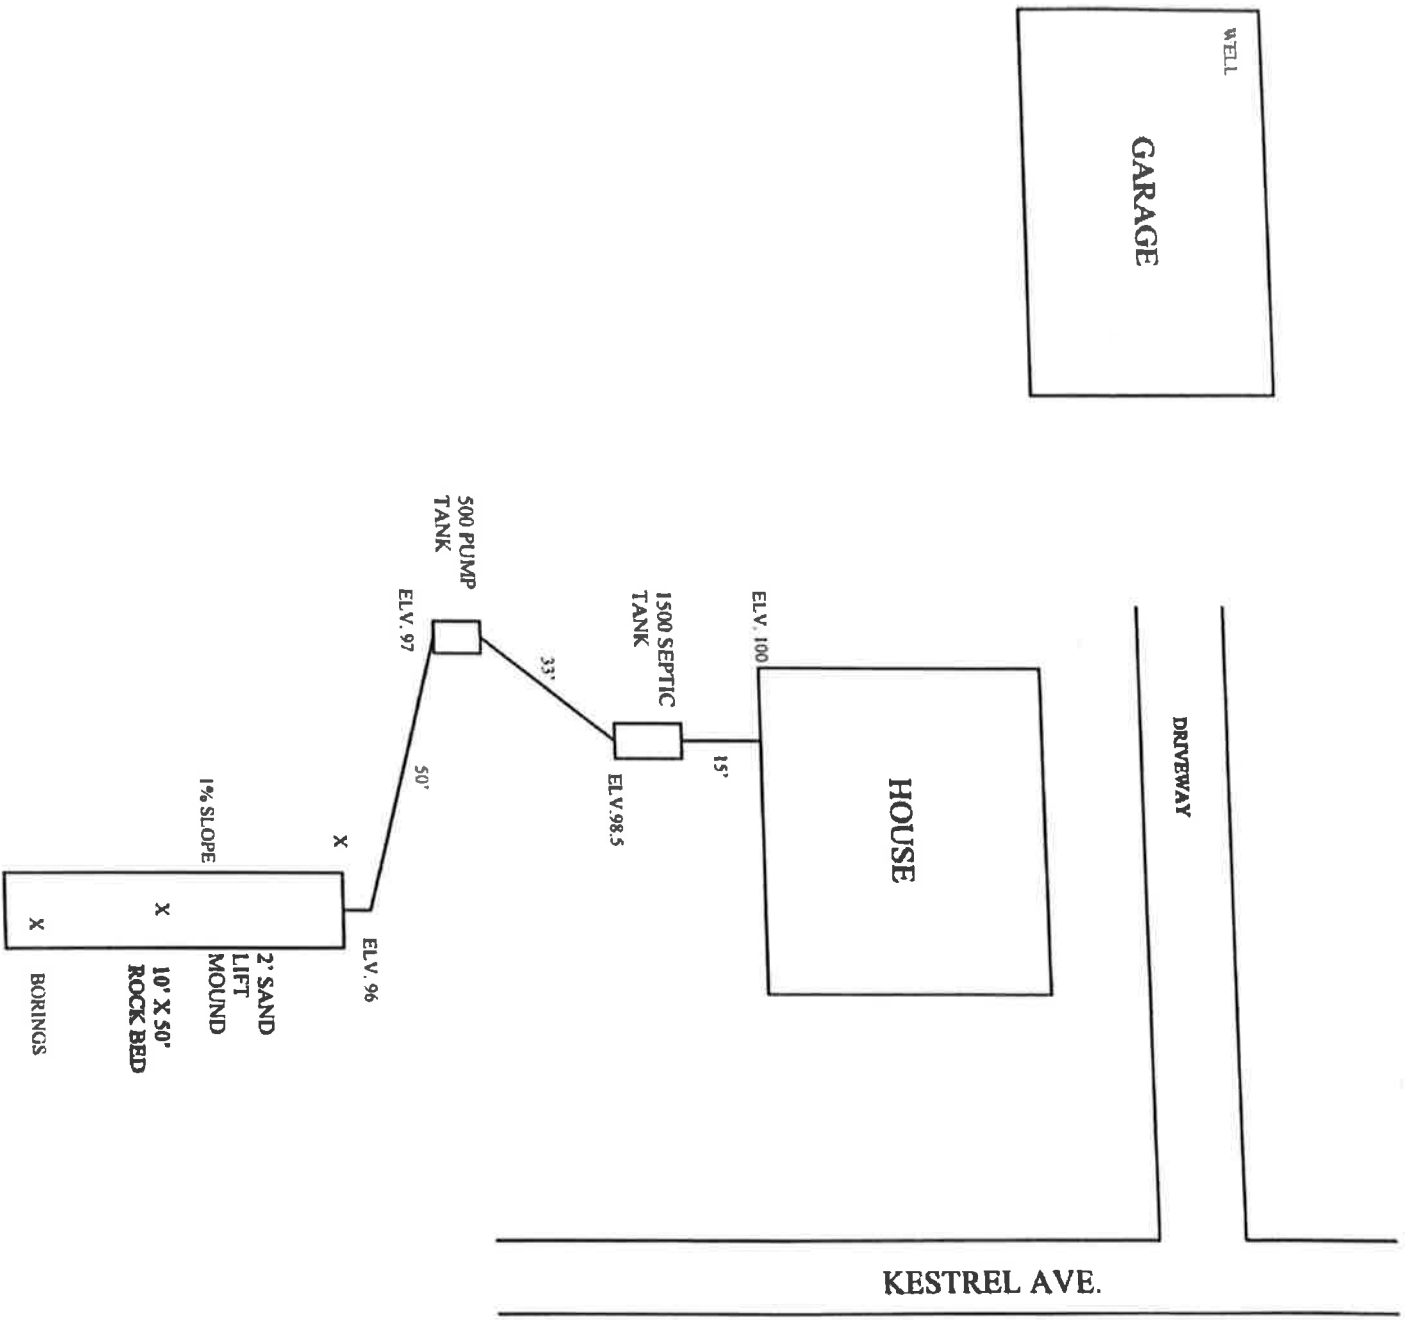 WELL
GARAGE
DRIVEWAY
KESTREL AVE.
HOUSE
ELV. 100
15'
1500 SEPTIC
TANK
ELV.98.5
33'
500 PUMP
TANK
ELV. 97
50'
ELV. 96
X
1% SLOPE
2' SAND
LIFT
MOUND
10' X 50'
ROCK BED
X
X
BORINGS